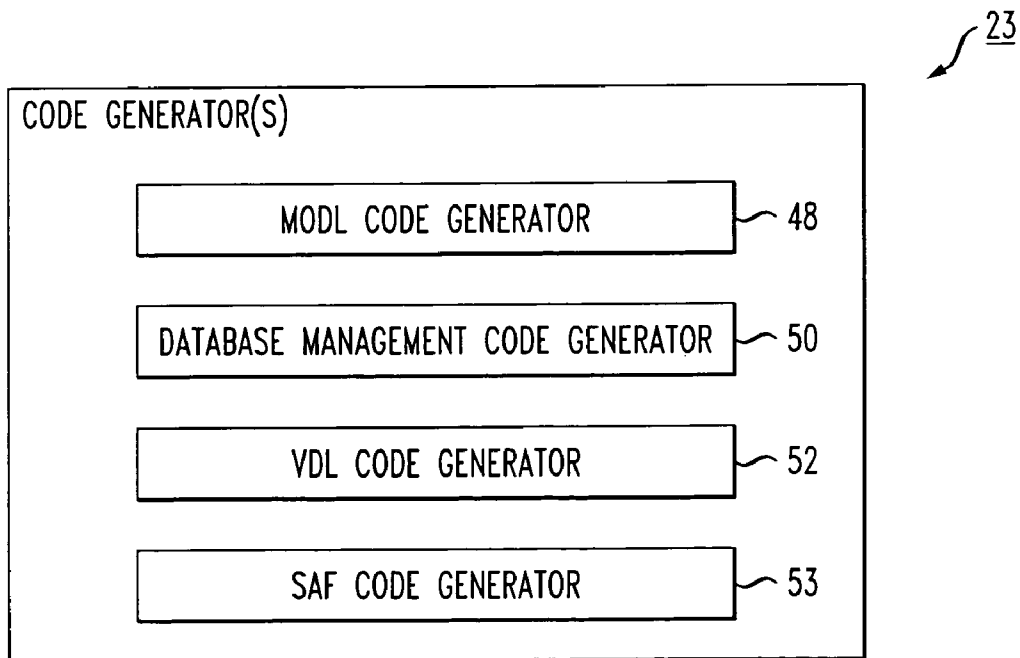 23
CODE GENERATOR(S)
MODL CODE GENERATOR 48
DATABASE MANAGEMENT CODE GENERATOR 50
VDL CODE GENERATOR 52
SAF CODE GENERATOR 53